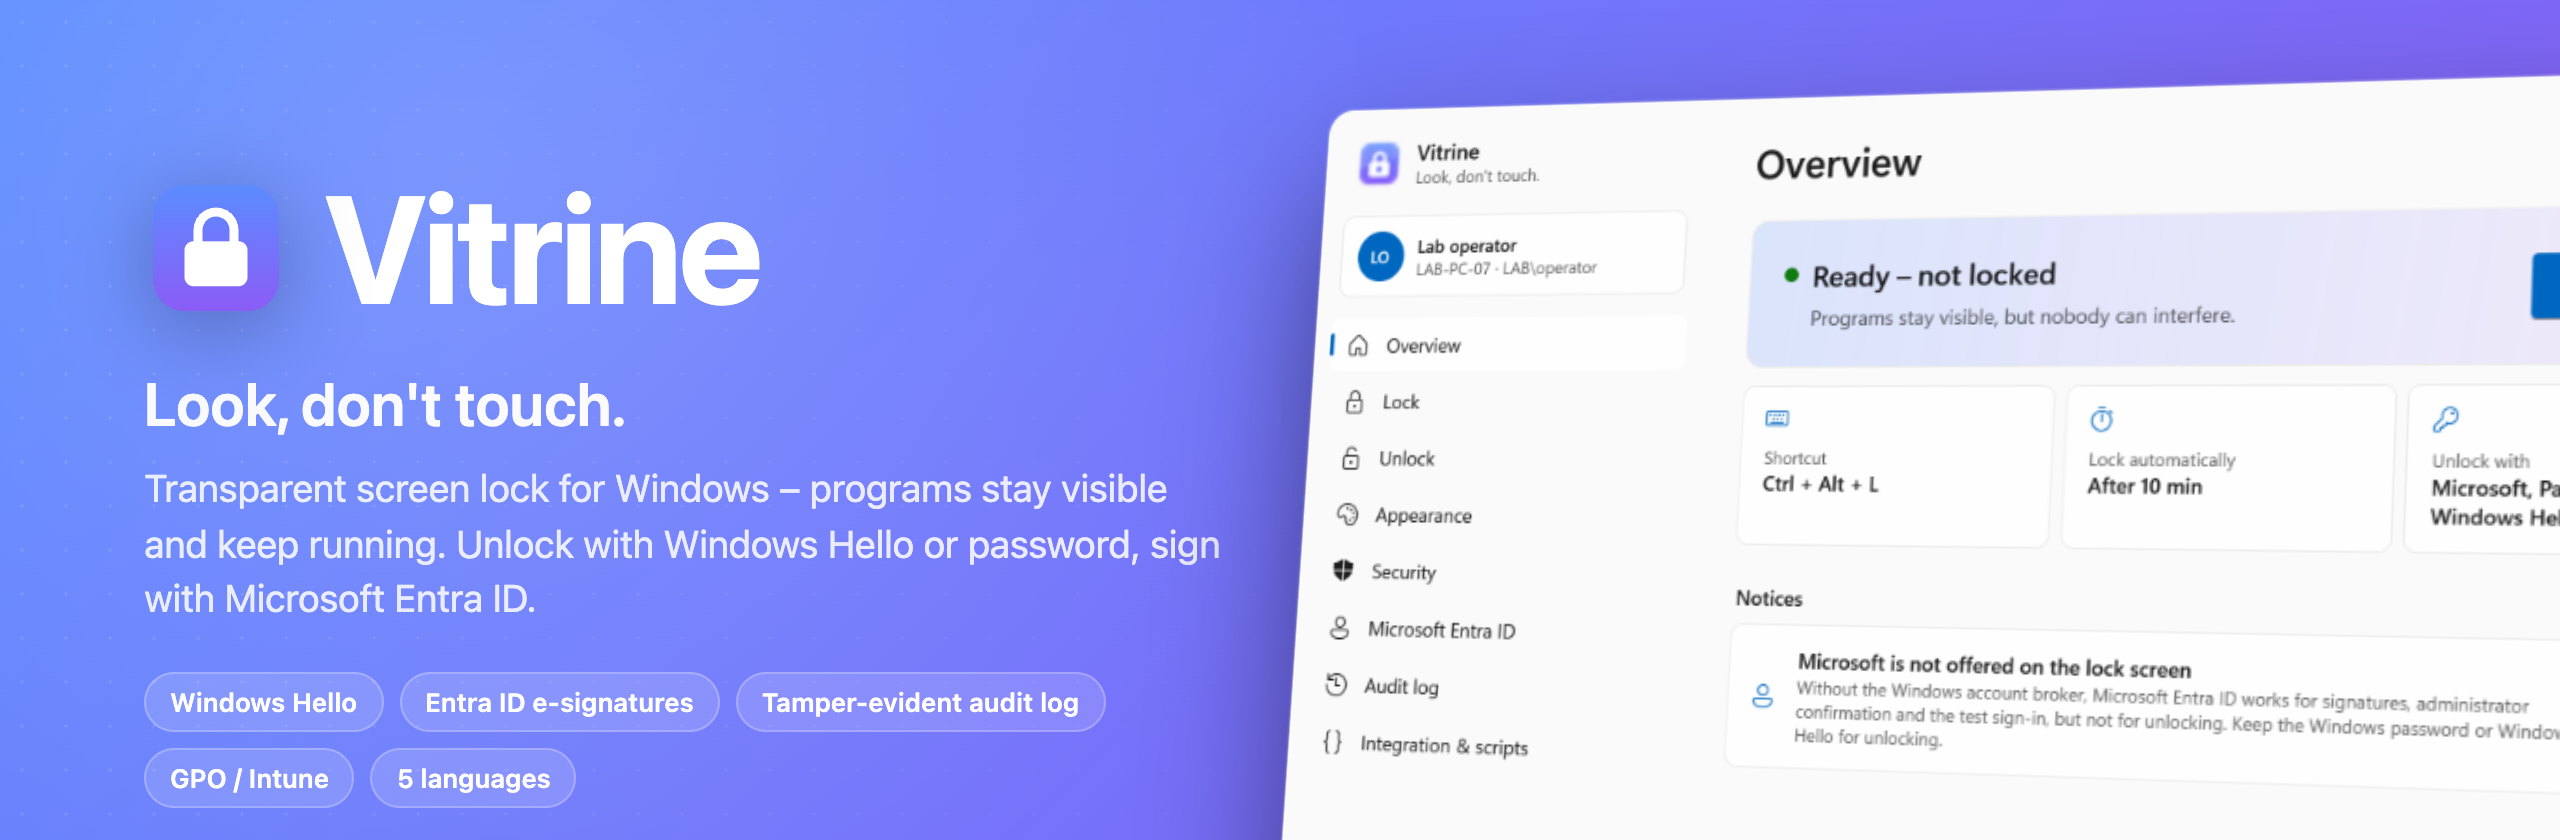 Vitrine
Look, don't touch.
Transparent screen lock for Windows – programs stay visible
and keep running. Unlock with Windows Hello or password, sign
with Microsoft Entra ID.
Windows Hello
Entra ID e-signatures
Tamper-evident audit log
GPO / Intune
5 languages
Vitrine
Look, don't touch.
LO
Lab operator
LAB-PC-07 · LAB\operator
Overview
Lock
Unlock
Appearance
Security
Microsoft Entra ID
Audit log
Integration & scripts
Overview
Ready – not locked
Programs stay visible, but nobody can interfere.
Shortcut
Ctrl + Alt + L
Lock automatically
After 10 min
Unlock with
Microsoft, Pa
Windows Hel
Notices
Microsoft is not offered on the lock screen
Without the Windows account broker, Microsoft Entra ID works for signatures, administrator
confirmation and the test sign-in, but not for unlocking. Keep the Windows password or Window
Hello for unlocking.